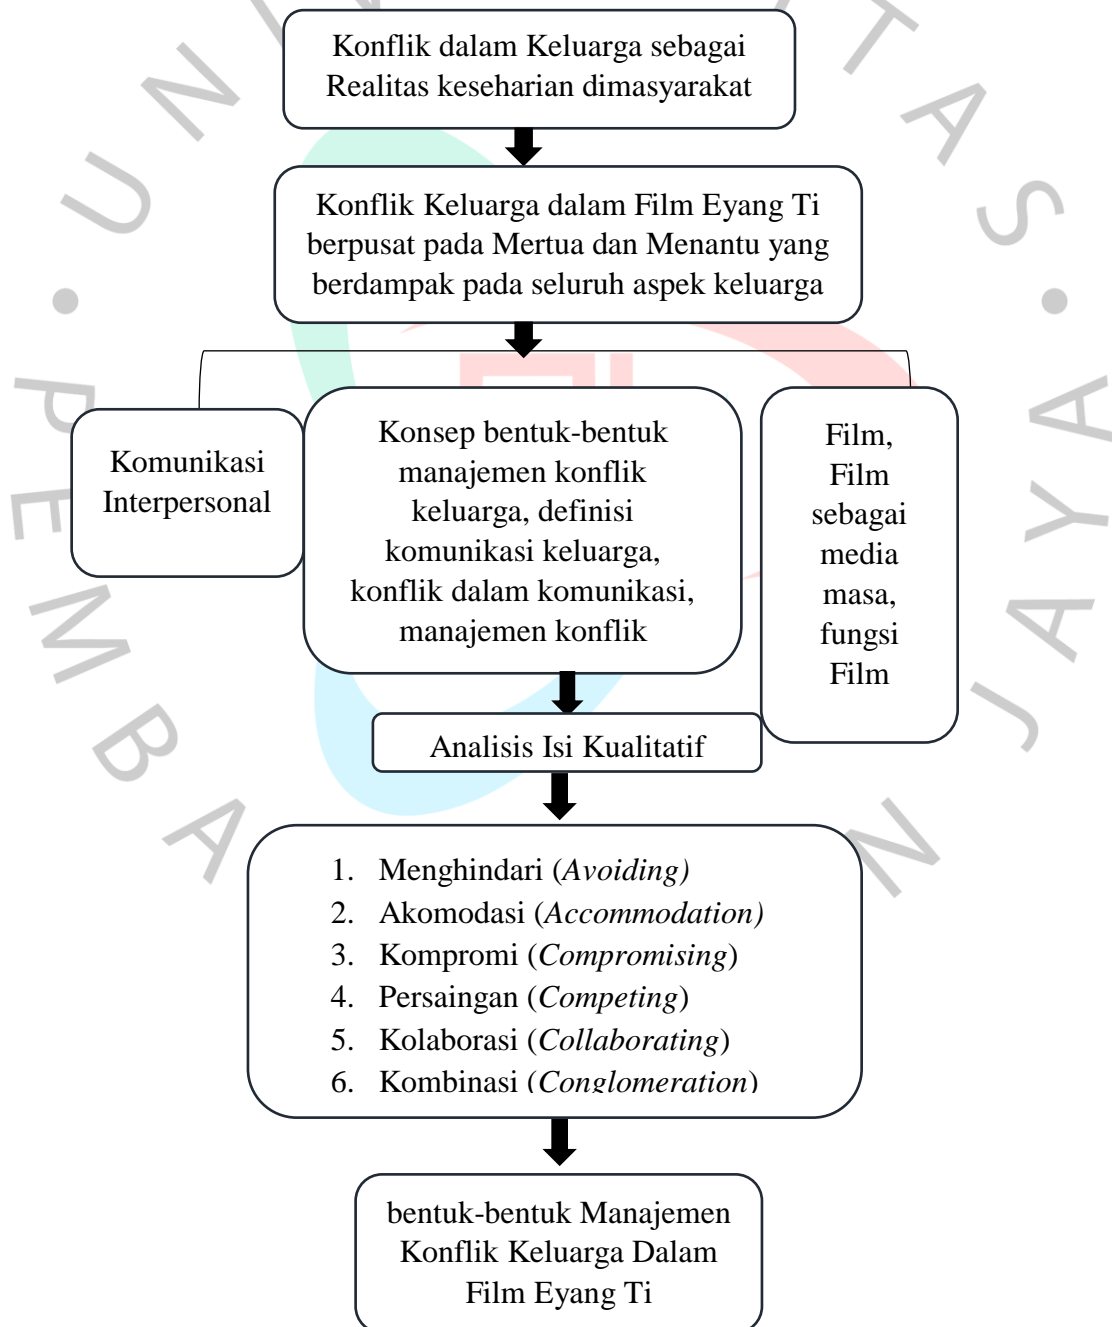 Konflik dalam Keluarga sebagai
Realitas keseharian dimasyarakat
Konflik Keluarga dalam Film Eyang Ti
berpusat pada Mertua dan Menantu yang
berdampak pada seluruh aspek keluarga
Komunikasi
Interpersonal
Konsep bentuk-bentuk
manajemen konflik
keluarga, definisi
komunikasi keluarga,
konflik dalam komunikasi,
manajemen konflik
Film,
Film
sebagai
media
masa,
fungsi
Film
Analisis Isi Kualitatif
1. Menghindari (Avoiding)
2. Akomodasi (Accommodation)
3. Kompromi (Compromising)
4. Persaingan (Competing)
5. Kolaborasi (Collaborating)
6. Kombinasi (Conglomeration)
bentuk-bentuk Manajemen
Konflik Keluarga Dalam
Film Eyang Ti